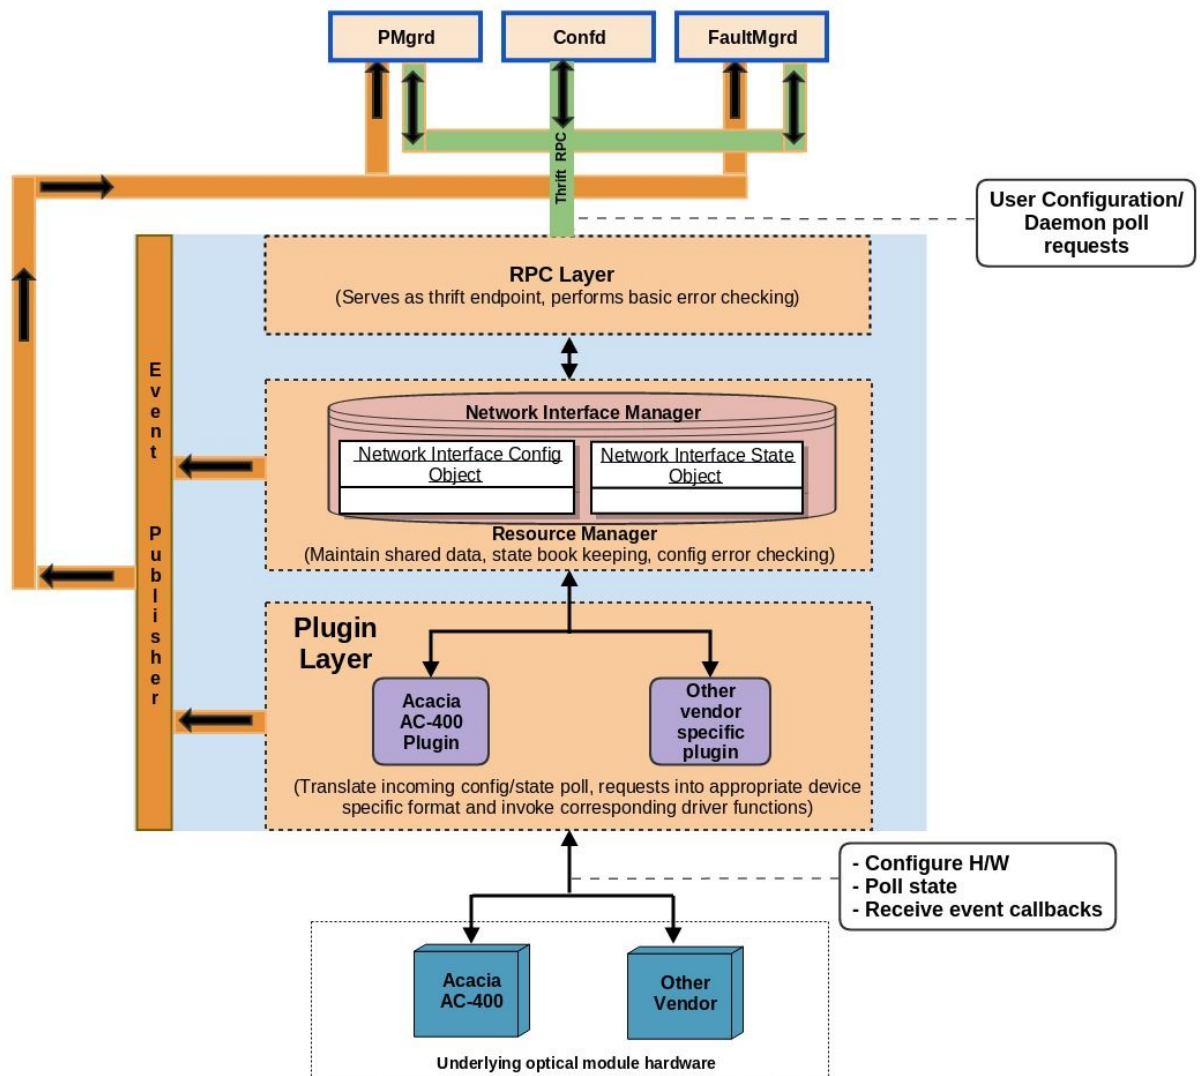 PMgrd
Confd
FaultMgrd
Thrift RPC
User Configuration/
Daemon poll
requests
RPC Layer
(Serves as thrift endpoint, performs basic error checking)
Event Publisher
Network Interface Manager
Network Interface Config
Object
Network Interface State
Object
Resource Manager
(Maintain shared data, state book keeping, config error checking)
Plugin
Layer
Acacia
AC-400
Plugin
Other
vendor
specific
plugin
(Translate incoming config/state poll, requests into appropriate device
specific format and invoke corresponding driver functions)
- Configure H/W
- Poll state
- Receive event callbacks
Acacia
AC-400
Other
Vendor
Underlying optical module hardware